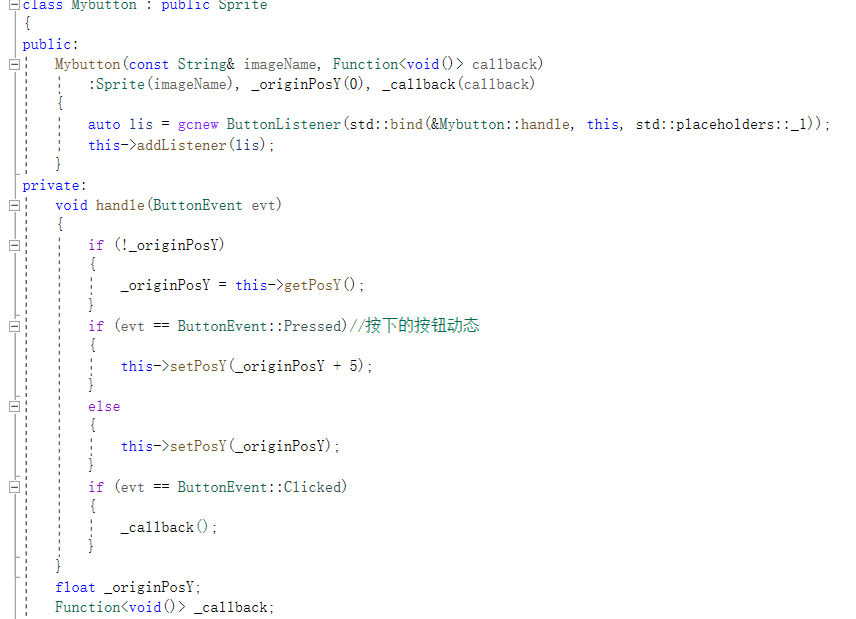 class Mybutton : public Sprite
{
public:
    Mybutton(const String& imageName, Function<void()> callback)
        :Sprite(imageName), _originPosY(0), _callback(callback)
    {
        auto lis = gcnew ButtonListener(std::bind(&Mybutton::handle, this, std::placeholders::_1));
        this->addListener(lis);
    }
private:
    void handle(ButtonEvent evt)
    {
        if (!_originPosY)
        {
            _originPosY = this->getPosY();
        }
        if (evt == ButtonEvent::Pressed)//按下的按钮动态
        {
            this->setPosY(_originPosY + 5);
        }
        else
        {
            this->setPosY(_originPosY);
        }
        if (evt == ButtonEvent::Clicked)
        {
            _callback();
        }
    }
    float _originPosY;
    Function<void()> _callback;